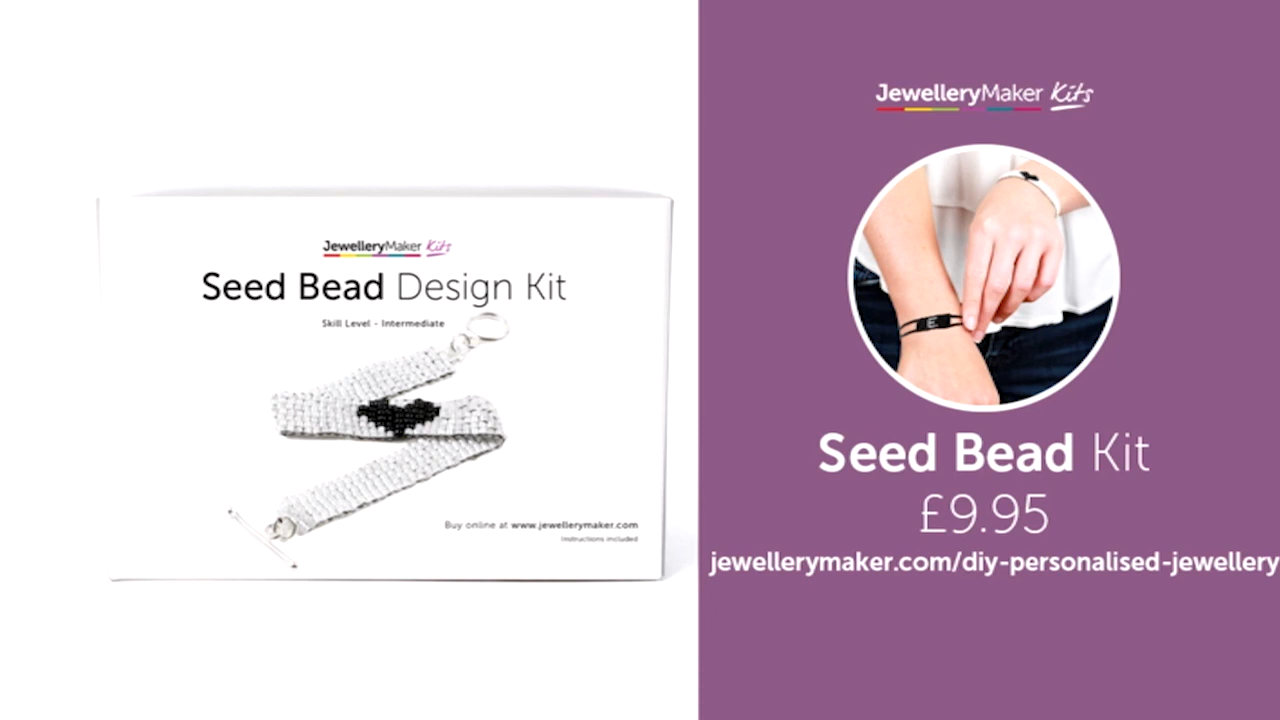 JewelleryMaker Kits
Seed Bead Design Kit
Skill Level - Intermediate
Buy online at www.jewellerymaker.com
Instructions included
JewelleryMaker Kits
E
Seed Bead Kit
£9.95
jewellerymaker.com/diy-personalised-jewellery